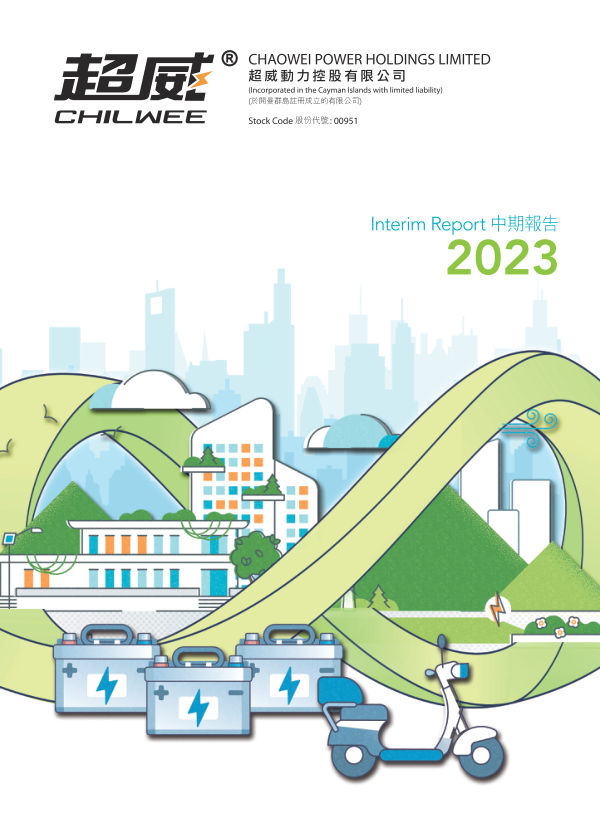 超威®
CHILWEE
CHAOWEI POWER HOLDINGS LIMITED
超威動力控股有限公司
(Incorporated in the Cayman Islands with limited liability)
(於開曼群島註冊成立的有限公司)
Stock Code 股份代號: 00951
Interim Report 中期報告
2023